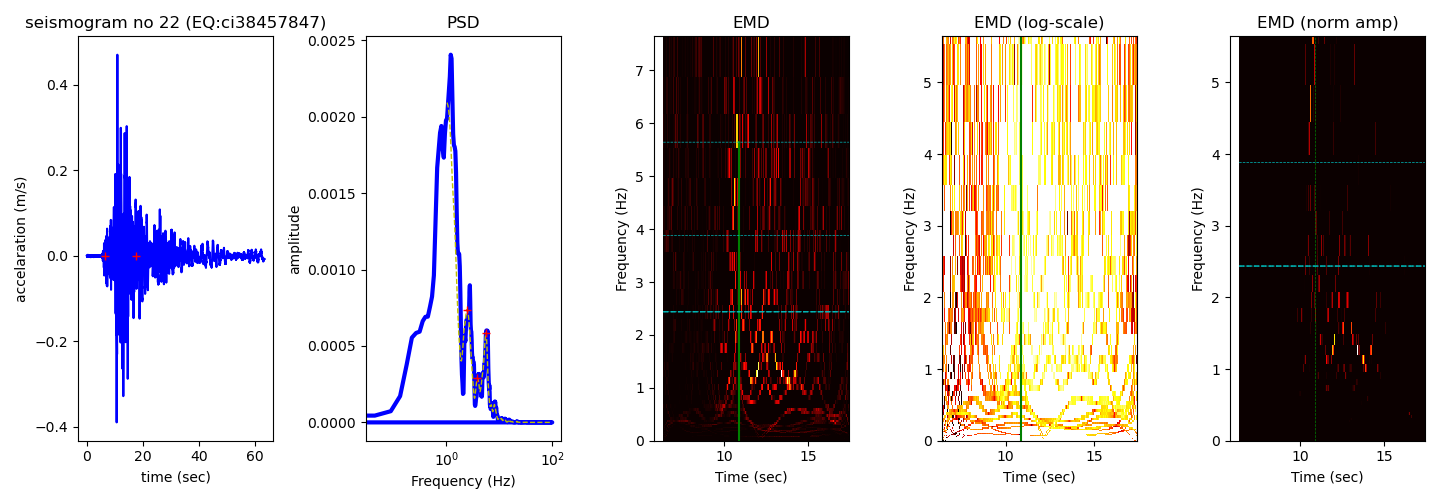 seismogram no 22 (EQ:ci38457847)
accelaration (m/s)
0.4
0.2
0.0
−0.2
−0.4
0 20 40 60
time (sec)
PSD
amplitude
0.0025
0.0020
0.0015
0.0010
0.0005
0.0000
10⁰ 10²
Frequency (Hz)
EMD
Frequency (Hz)
7
6
5
4
3
2
1
0
10 15
Time (sec)
EMD (log-scale)
Frequency (Hz)
5
4
3
2
1
0
10 15
Time (sec)
EMD (norm amp)
Frequency (Hz)
5
4
3
2
1
0
10 15
Time (sec)